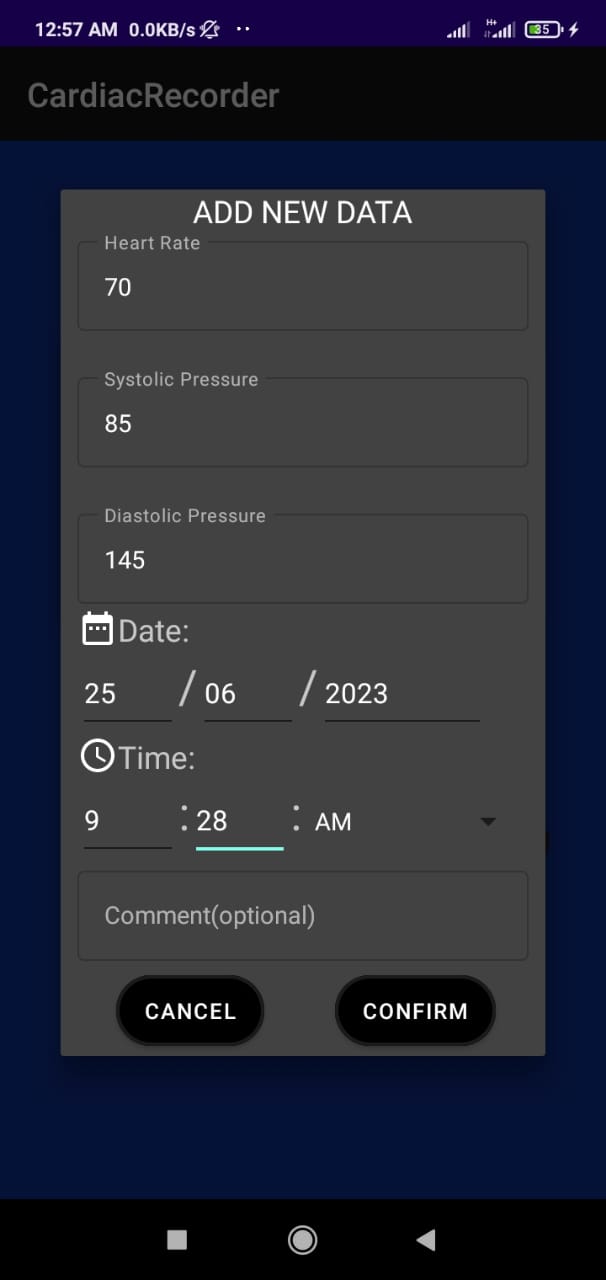 12:57 AM 0.0KB/s
H+
35
CardiacRecorder
ADD NEW DATA
Heart Rate
70
Systolic Pressure
85
Diastolic Pressure
145
Date:
25 / 06 / 2023
Time:
9 : 28 : AM
Comment(optional)
CANCEL CONFIRM